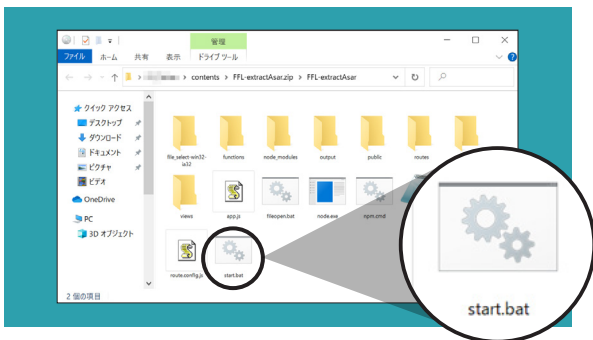 管理
ファイル ホーム 共有 表示 ドライブ ツール
contents › FFL-extractAsar.zip › FFL-extractAsar
クイック アクセス
デスクトップ
ダウンロード
ドキュメント
ピクチャ
ビデオ
OneDrive
PC
3D オブジェクト
file_select-win32-ia32 functions node_modules output public routes
views app.js fileopen.bat node.exe npm.cmd
route.config.js start.bat
2 個の項目
start.bat